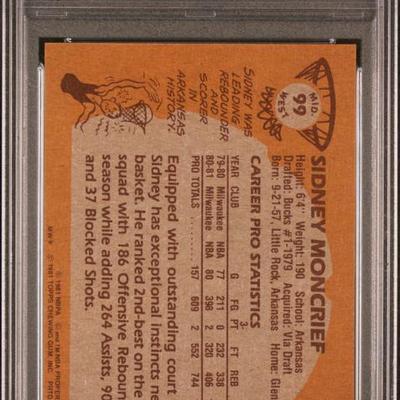 MID.
WEST
99
SIDNEY MONCRIEF
Height: 6'4" Weight: 190 School: Arkansas
Drafted: Bucks #1-1979 Acquired: Via Draft
Born: 9-21-57, Little Rock, Arkansas Home: Glen
SIDNEY WAS
LEADING
REBOUNDER
AND
SCORER
IN
ARKANSAS
HISTORY.
CAREER PRO STATISTICS
3-
YEAR CLUB G FG PT FT REB
79-80 Milwaukee NBA 77 211 0 232 338
80-81 Milwaukee NBA 80 398 2 320 406
PRO TOTALS 157 609 2 552 744
Equipped with outstanding court
Sidney has exceptional instincts ne
basket. He ranked 2nd-best on the
squad with 186 Offensive Reboun
season while adding 264 Assists, 90
and 37 Blocked Shots.
© 1981 NBPA
© 1981 TOPPS CHEWING GUM, INC. PRTD